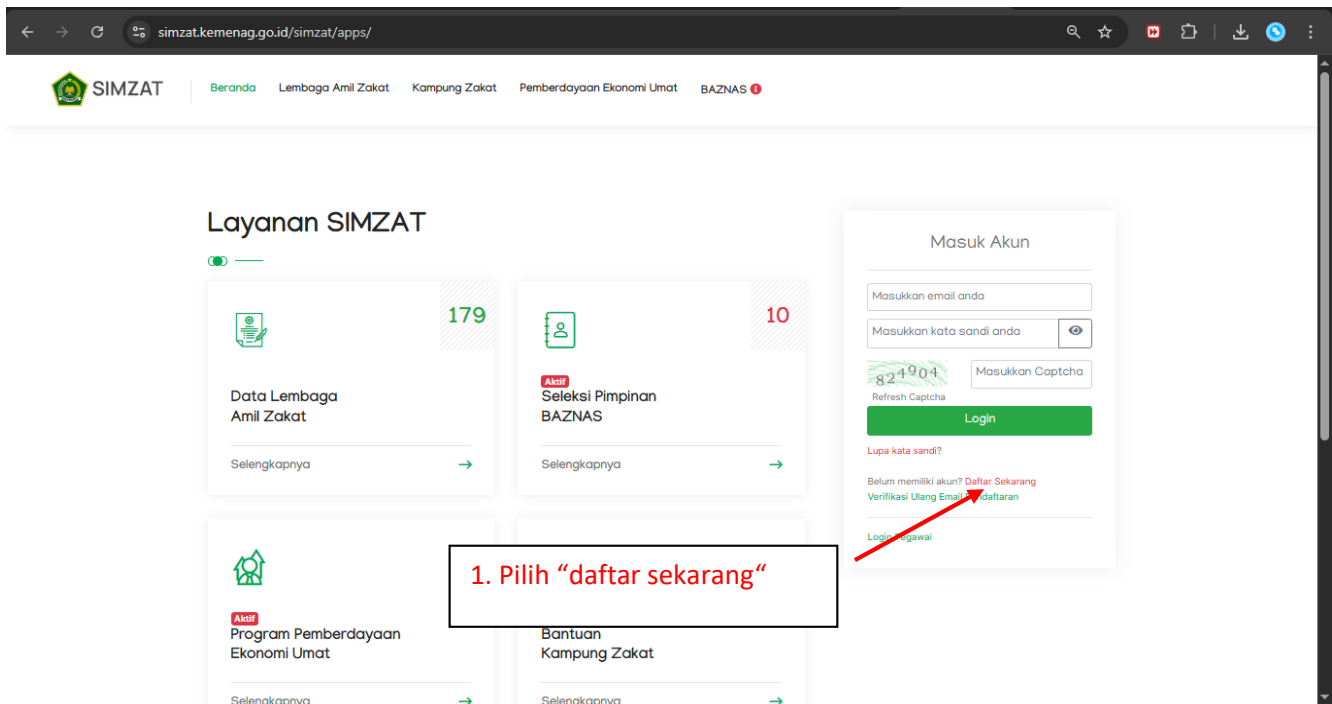 simzat.kemenag.go.id/simzat/apps/
SIMZAT
Beranda Lembaga Amil Zakat Kampung Zakat Pemberdayaan Ekonomi Umat BAZNAS
Layanan SIMZAT
179
Data Lembaga
Amil Zakat
Selengkapnya
10
Aktif
Seleksi Pimpinan
BAZNAS
Selengkapnya
Aktif
Program Pemberdayaan
Ekonomi Umat
Selengkapnya
Bantuan
Kampung Zakat
Selengkapnya
Masuk Akun
Masukkan email anda
Masukkan kata sandi anda
824904
Masukkan Captcha
Refresh Captcha
Login
Lupa kata sandi?
Belum memiliki akun? Daftar Sekarang
Verifikasi Ulang Email Pendaftaran
Login Pegawai
1. Pilih “daftar sekarang“